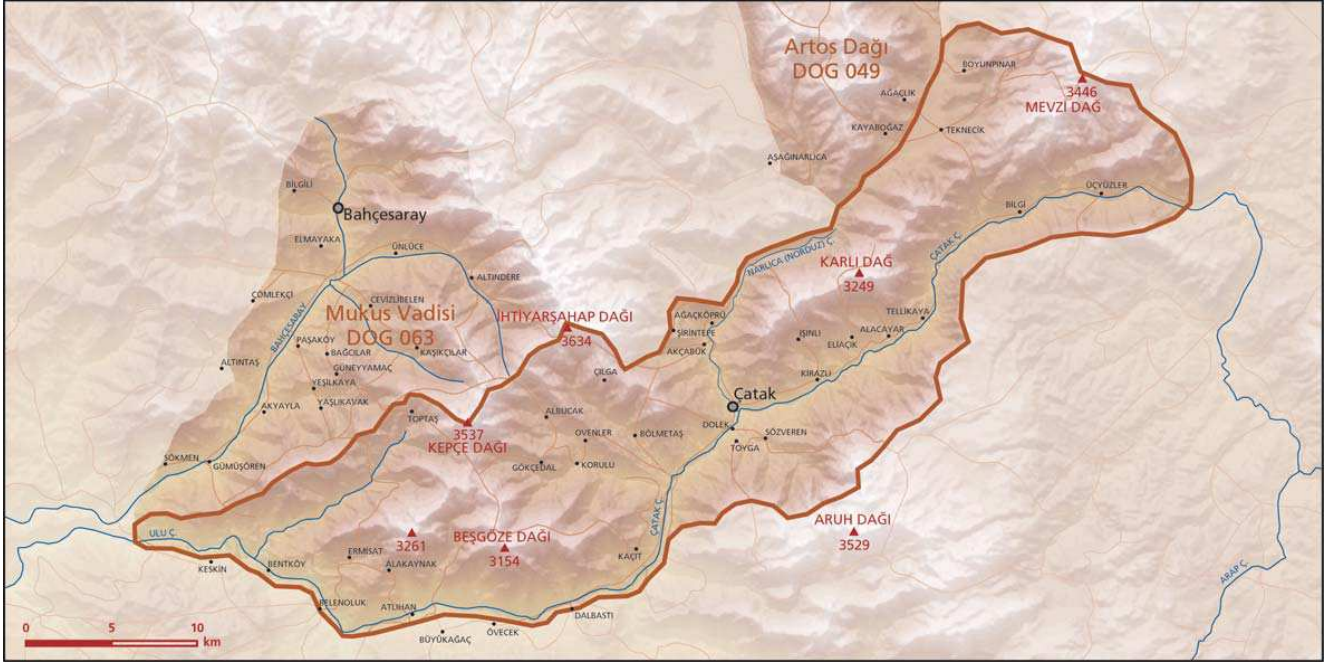 Artos Dağı
DOG 049
BOYUNPINAR
3446
MEVZİ DAĞ
AĞAÇLIK
KAYABOĞAZ
TEKNECİK
AŞAĞINARLICA
BİLGİLİ
ÜÇYÜZLER
BİLGİ
Bahçesaray
ELMAYAKA
ÜNLÜCE
NARLICA (NORDUZ) Ç.
ÇATAK Ç.
KARLI DAĞ
3249
ALTINDERE
ÇÖMLEKÇİ
CEVİZLİBELEN
Mukus Vadisi
DOG 063
BAHÇESARAY
İHTİYARŞAHAP DAĞI
3634
AĞAÇKÖPRÜ
ŞİRİNTEPE
AKÇABÜK
TELLİKAYA
IŞINLI
ELİAÇIK
ALACAYAR
PAŞAKÖY
BAĞCILAR
KAŞIKÇILAR
ALTINTAŞ
GÜNEYYAMAÇ
YEŞİLKAYA
ÇILGA
KIRAZLI
AKYAYLA
YAŞLIKAVAK
TOPTAŞ
ALBUCAK
Çatak
3537
KEPÇE DAĞI
OVENLER
BÖLMETAŞ
DOLEK
SÖZVEREN
TOYGA
SÖKMEN
GÜMÜŞÖREN
GÖKÇEDAL
KORULU
ULU Ç.
ÇATAK Ç.
ARUH DAĞI
3529
3261
BEŞGÖZE DAĞI
3154
ERMİSAT
ALAKAYNAK
KAÇIT
KESKİN
BENTKÖY
ARAP Ç.
BELENOLUK
ATLIHAN
DALBASTI
ÖVECEK
BÜYÜKAĞAÇ
0 5 10
km